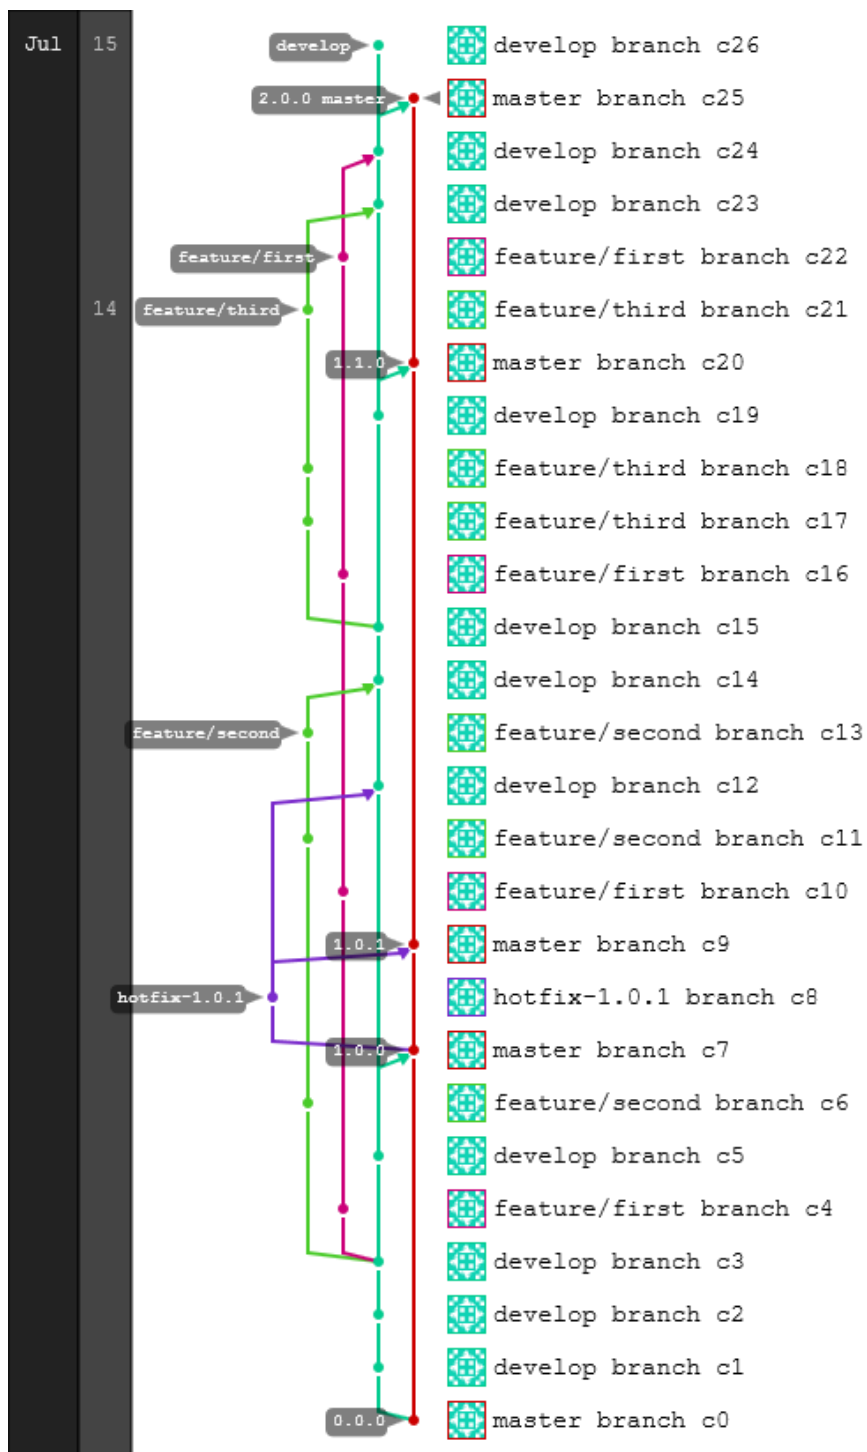 Jul 15 develop develop branch c26
2.0.0 master master branch c25
develop branch c24
develop branch c23
feature/first feature/first branch c22
14 feature/third feature/third branch c21
1.1.0 master branch c20
develop branch c19
feature/third branch c18
feature/third branch c17
feature/first branch c16
develop branch c15
develop branch c14
feature/second feature/second branch c13
develop branch c12
feature/second branch c11
feature/first branch c10
1.0.1 master branch c9
hotfix-1.0.1 hotfix-1.0.1 branch c8
1.0.0 master branch c7
feature/second branch c6
develop branch c5
feature/first branch c4
develop branch c3
develop branch c2
develop branch c1
0.0.0 master branch c0